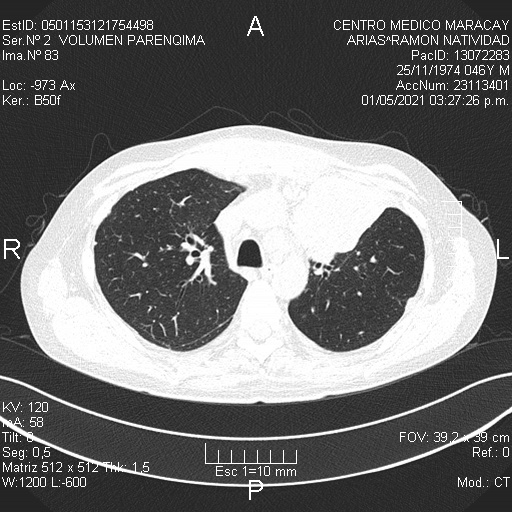 EstID: 0501153121754498
Ser.Nº 2 VOLUMEN PARENQIMA
Ima.Nº 83
Loc: -973 Ax
Ker.: B50f
A
CENTRO MEDICO MARACAY
ARIAS^RAMON NATIVIDAD
PacID: 13072283
25/11/1974 046Y M
AccNum: 23113401
01/05/2021 03:27:26 p.m.
R
L
KV: 120
mA: 58
Tilt: 0
Seg: 0,5
Matriz 512 x 512 Thk: 1,5
W:1200 L:-600
Esc 1=10 mm
P
FOV: 39,2 x 39 cm
Ref.: 0
Mod.: CT